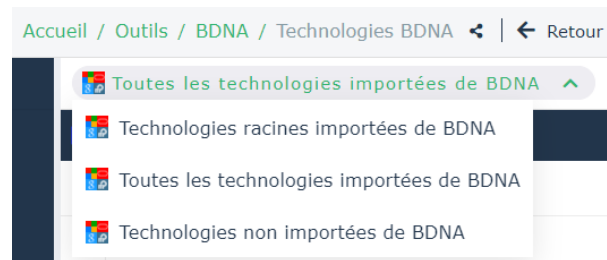 Accueil / Outils / BDNA / Technologies BDNA | Retour
Toutes les technologies importées de BDNA
Technologies racines importées de BDNA
Toutes les technologies importées de BDNA
Technologies non importées de BDNA